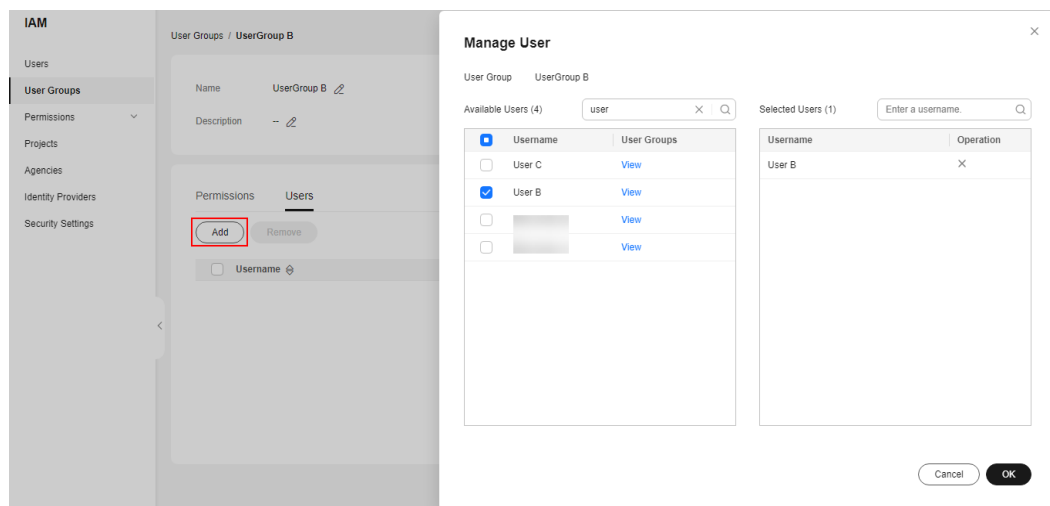 IAM
Users
User Groups
Permissions
Projects
Agencies
Identity Providers
Security Settings
User Groups / UserGroup B
Name UserGroup B
Description --
Permissions Users
Add Remove
Username
Manage User
User Group UserGroup B
Available Users (4) user
Username User Groups
User C View
User B View
View
View
Selected Users (1) Enter a username.
Username Operation
User B
Cancel OK